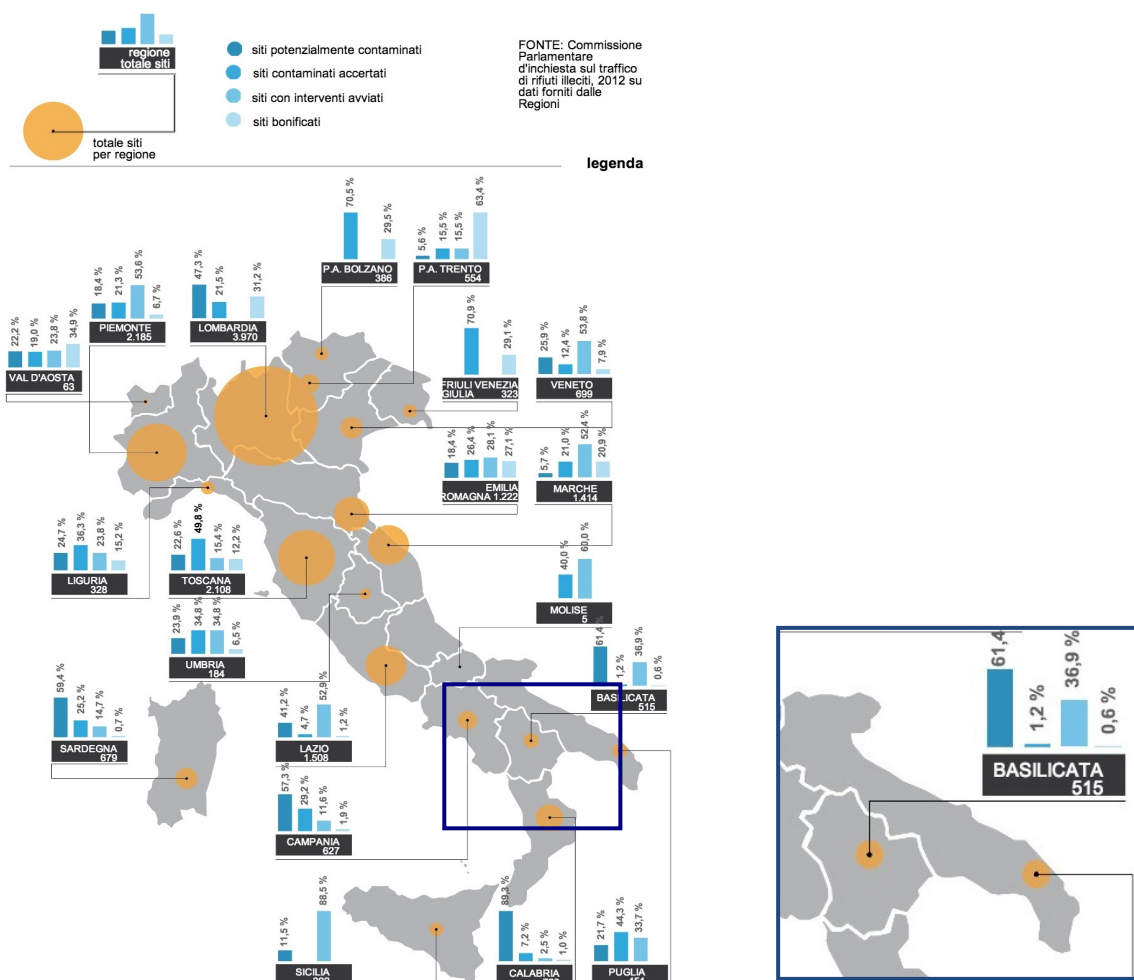 regione
totale siti
totale siti
per regione
siti potenzialmente contaminati
siti contaminati accertati
siti con interventi avviati
siti bonificati
FONTE: Commissione
Parlamentare
d'inchiesta sul traffico
di rifiuti illeciti, 2012 su
dati forniti dalle
Regioni
legenda
70,5 %
29,5 %
P.A. BOLZANO
386
5,6 %
15,5 %
15,5 %
63,4 %
P.A. TRENTO
554
18,4 %
21,3 %
53,6 %
6,7 %
PIEMONTE
2.185
47,3 %
21,5 %
31,2 %
LOMBARDIA
3.970
22,2 %
19,0 %
23,8 %
34,9 %
VAL D'AOSTA
63
70,9 %
29,1 %
FRIULI VENEZIA
GIULIA 323
25,9 %
12,4 %
53,8 %
7,9 %
VENETO
699
18,4 %
26,4 %
28,1 %
27,1 %
EMILIA
ROMAGNA 1.222
5,7 %
21,0 %
52,4 %
20,9 %
MARCHE
1.414
24,7 %
36,3 %
23,8 %
15,2 %
LIGURIA
328
22,6 %
49,8 %
15,4 %
12,2 %
TOSCANA
2.108
40,0 %
60,0 %
MOLISE
5
23,9 %
34,8 %
34,8 %
6,5 %
UMBRIA
184
61,4
1,2 %
36,9 %
0,6 %
BASILICATA
515
59,4 %
25,2 %
14,7 %
0,7 %
SARDEGNA
679
41,2 %
4,7 %
52,9 %
1,2 %
LAZIO
1.508
57,3 %
29,2 %
11,6 %
1,9 %
CAMPANIA
627
11,5 %
88,5 %
SICILIA
89,3 %
7,2 %
2,5 %
1,0 %
CALABRIA
21,7 %
44,3 %
33,7 %
PUGLIA
61,4
1,2 %
36,9 %
0,6 %
BASILICATA
515